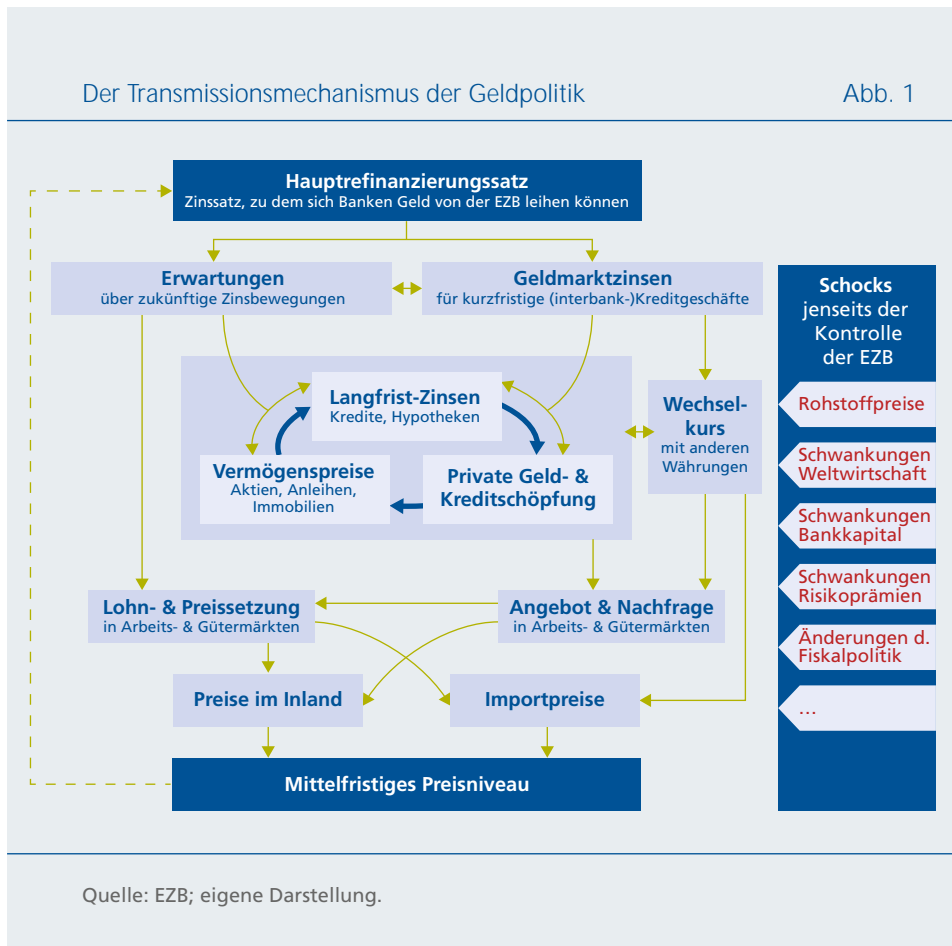 Der Transmissionsmechanismus der Geldpolitik Abb. 1
Hauptrefinanzierungssatz
Zinssatz, zu dem sich Banken Geld von der EZB leihen können
Erwartungen
über zukünftige Zinsbewegungen
Geldmarktzinsen
für kurzfristige (interbank-)Kreditgeschäfte
Langfrist-Zinsen
Kredite, Hypotheken
Vermögenspreise
Aktien, Anleihen,
Immobilien
Private Geld- &
Kreditschöpfung
Wechsel-
kurs
mit anderen
Währungen
Lohn- & Preissetzung
in Arbeits- & Gütermärkten
Angebot & Nachfrage
in Arbeits- & Gütermärkten
Preise im Inland
Importpreise
Mittelfristiges Preisniveau
Schocks
jenseits der
Kontrolle
der EZB
Rohstoffpreise
Schwankungen
Weltwirtschaft
Schwankungen
Bankkapital
Schwankungen
Risikoprämien
Änderungen d.
Fiskalpolitik
...
Quelle: EZB; eigene Darstellung.